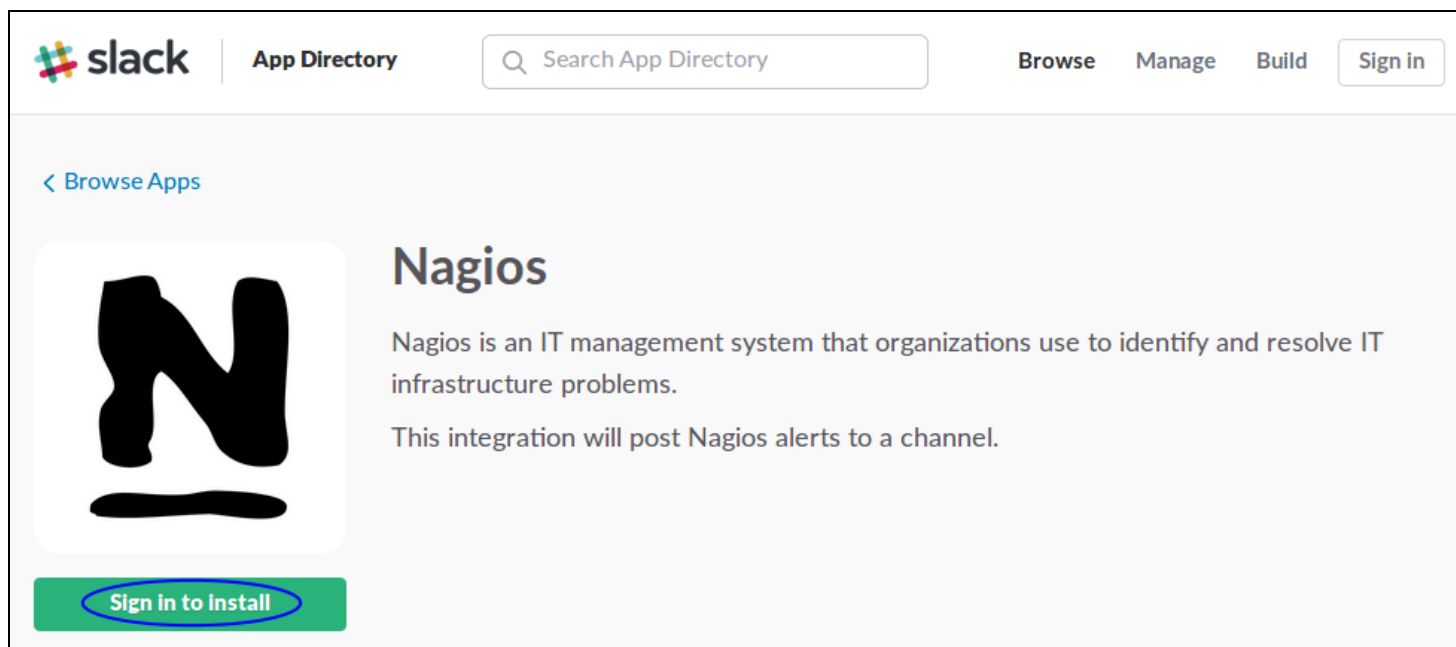 slack App Directory Search App Directory Browse Manage Build Sign in
Browse Apps
Nagios
Nagios is an IT management system that organizations use to identify and resolve IT
infrastructure problems.
This integration will post Nagios alerts to a channel.
N
Sign in to install